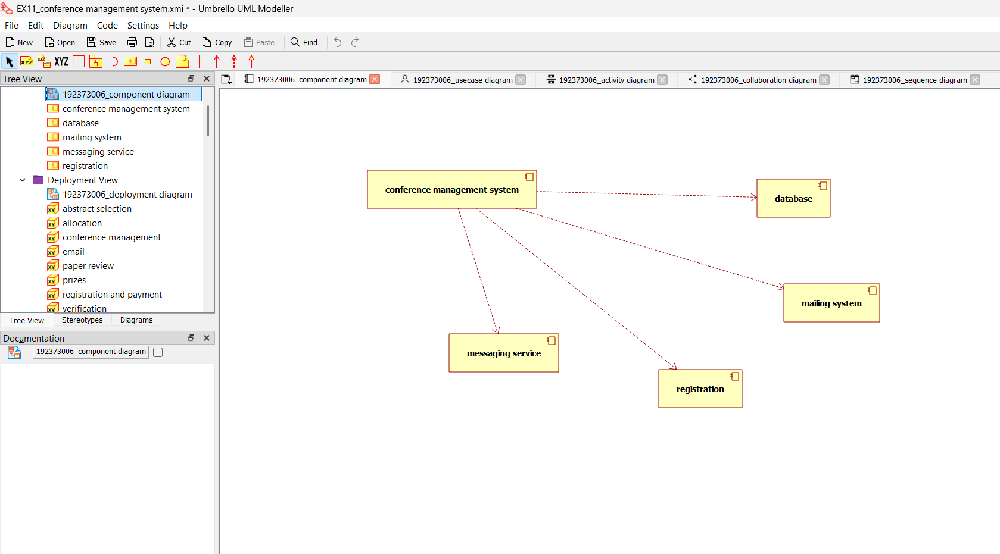 EX11_conference management system.xmi * - Umbrello UML Modeller
File Edit Diagram Code Settings Help
New Open Save Cut Copy Paste Find
XYZ XYZ XYZ
Tree View
192373006_component diagram
conference management system
database
mailing system
messaging service
registration
Deployment View
192373006_deployment diagram
abstract selection
allocation
conference management
email
paper review
prizes
registration and payment
verification
Tree View Stereotypes Diagrams
Documentation
192373006_component diagram
192373006_component diagram 192373006_usecase diagram 192373006_activity diagram 192373006_collaboration diagram 192373006_sequence diagram
conference management system
database
mailing system
messaging service
registration